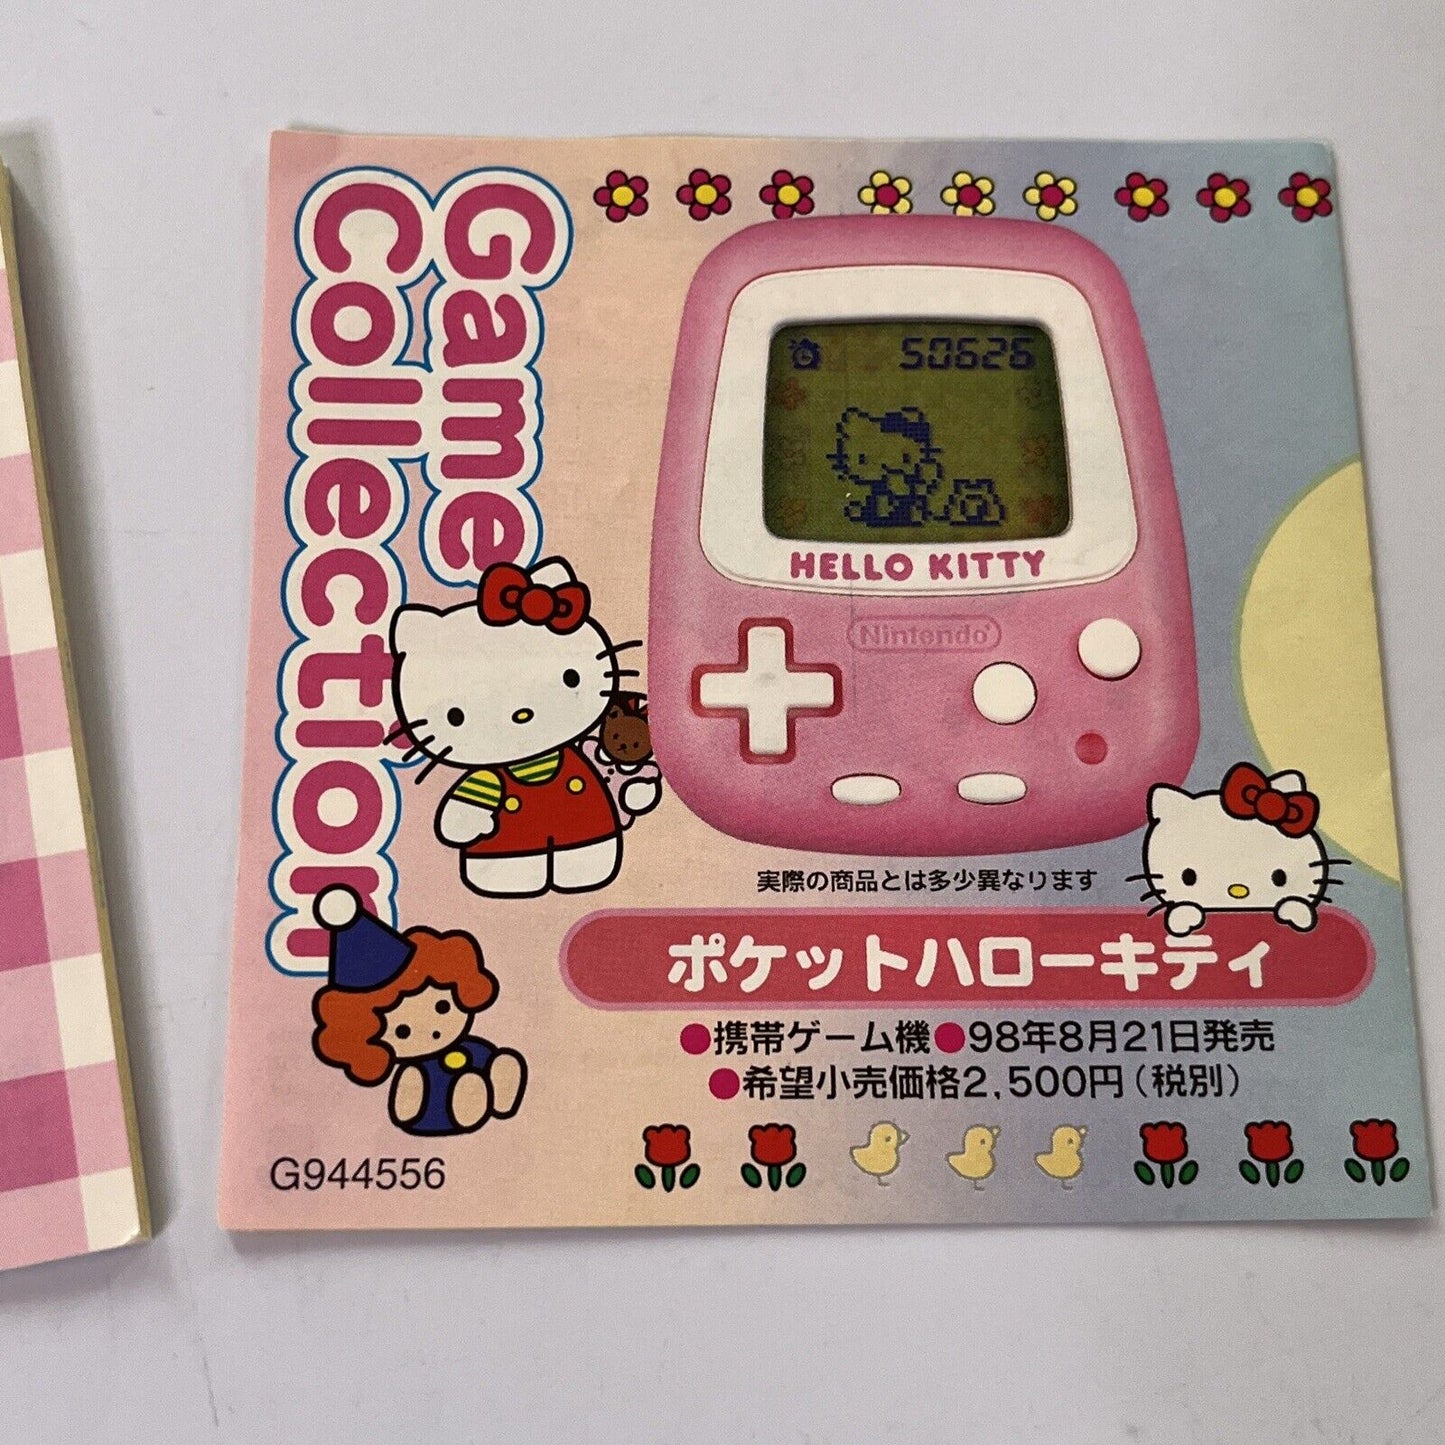 Game
Collection
50626
HELLO KITTY
Nintendo
実際の商品とは多少異なります
ポケットハローキティ
●携帯ゲーム機●98年8月21日発売
●希望小売価格2,500円(税別)
G944556